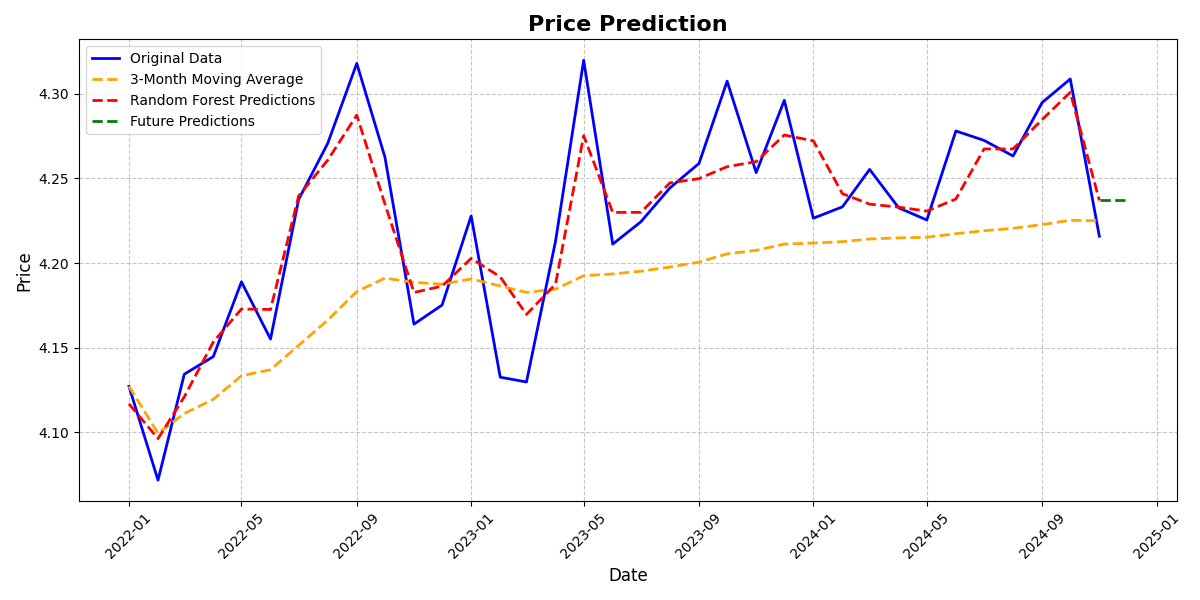 Price Prediction
Original Data
3-Month Moving Average
Random Forest Predictions
Future Predictions
4.30
4.25
4.20
4.15
4.10
Price
2022-01
2022-05
2022-09
2023-01
2023-05
2023-09
2024-01
2024-05
2024-09
2025-01
Date